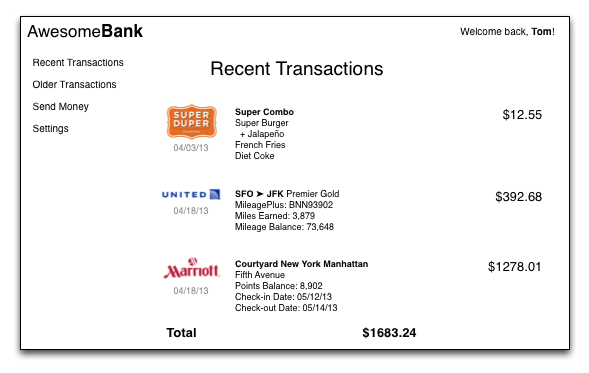 AwesomeBank
Welcome back, Tom!
Recent Transactions
Older Transactions
Send Money
Settings
Recent Transactions
SUPER
DUPER
04/03/13
Super Combo
Super Burger
+ Jalapeño
French Fries
Diet Coke
$12.55
UNITED
04/18/13
SFO ➤ JFK Premier Gold
MileagePlus: BNN93902
Miles Earned: 3,879
Mileage Balance: 73,648
$392.68
Marriott
04/18/13
Courtyard New York Manhattan
Fifth Avenue
Points Balance: 8,902
Check-in Date: 05/12/13
Check-out Date: 05/14/13
$1278.01
Total $1683.24